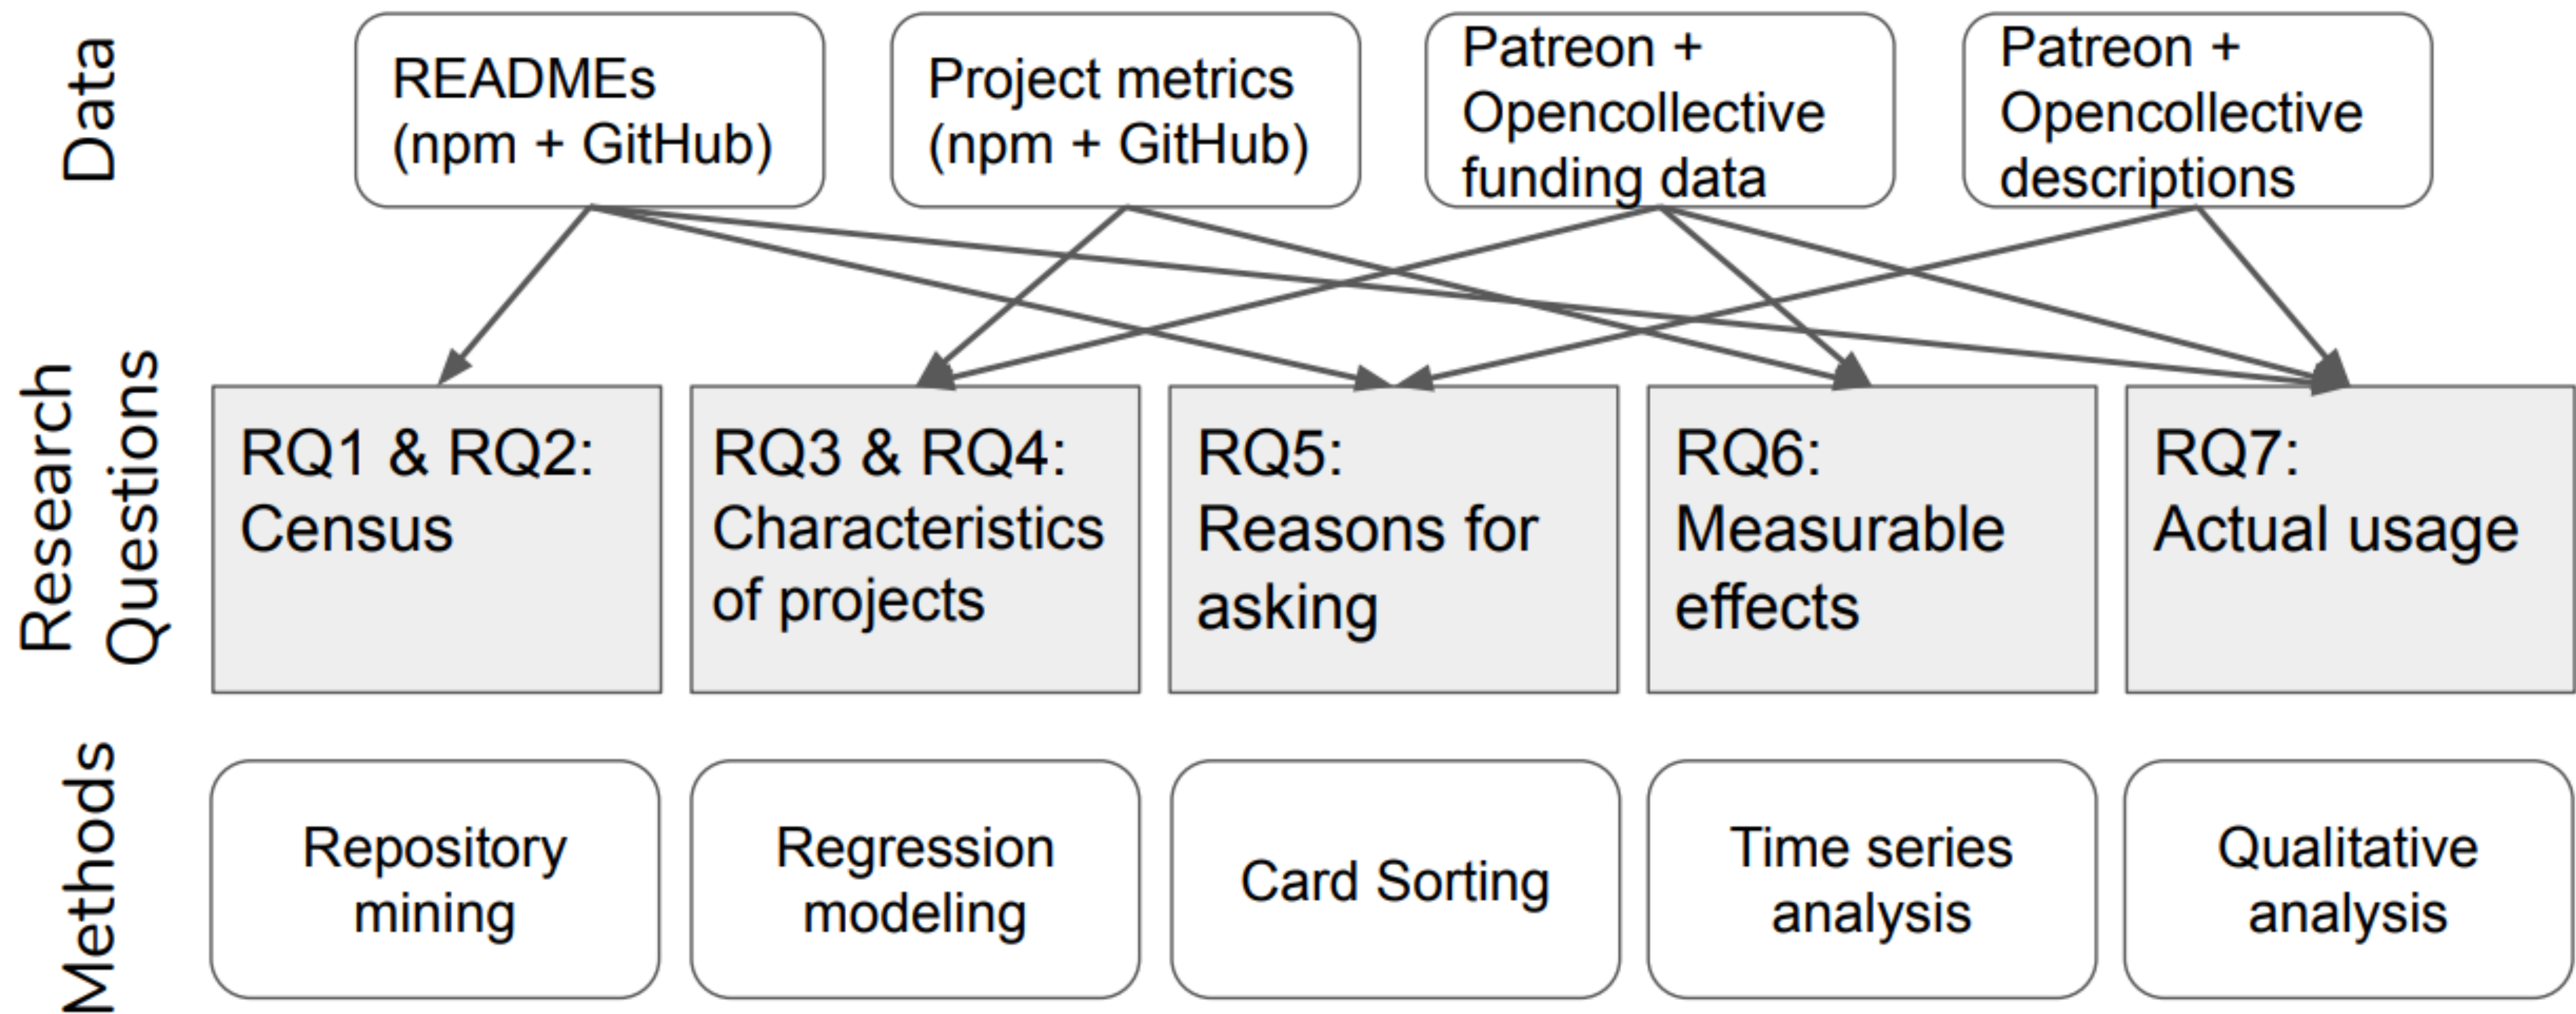 Data
READMEs
(npm + GitHub)
Project metrics
(npm + GitHub)
Patreon +
Opencollective
funding data
Patreon +
Opencollective
descriptions
Research
Questions
RQ1 & RQ2:
Census
RQ3 & RQ4:
Characteristics
of projects
RQ5:
Reasons for
asking
RQ6:
Measurable
effects
RQ7:
Actual usage
Methods
Repository
mining
Regression
modeling
Card Sorting
Time series
analysis
Qualitative
analysis